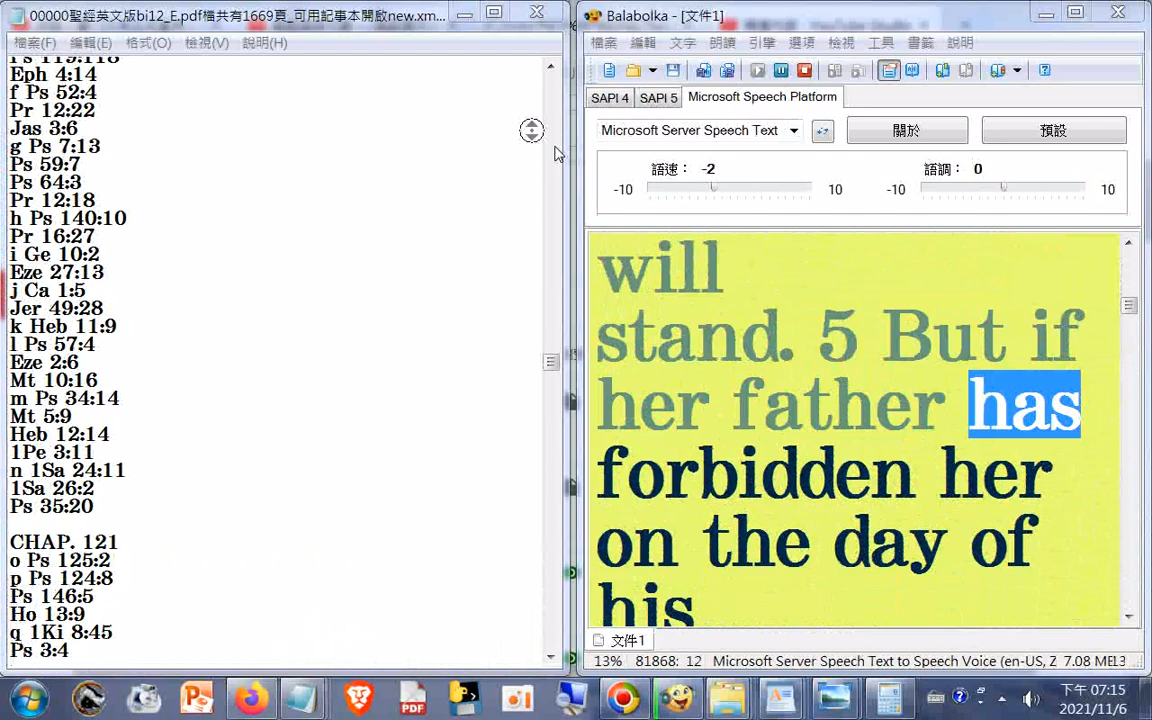 00000聖經英文版bi12_E.pdf檔共有1669頁_可用記事本開啟new.xm...
檔案(F) 編輯(E) 格式(O) 檢視(V) 說明(H)
Ps 119:118
Eph 4:14
f Ps 52:4
Pr 12:22
Jas 3:6
g Ps 7:13
Ps 59:7
Ps 64:3
Pr 12:18
h Ps 140:10
Pr 16:27
i Ge 10:2
Eze 27:13
j Ca 1:5
Jer 49:28
k Heb 11:9
l Ps 57:4
Eze 2:6
Mt 10:16
m Ps 34:14
Mt 5:9
Heb 12:14
1Pe 3:11
n 1Sa 24:11
1Sa 26:2
Ps 35:20
CHAP. 121
o Ps 125:2
p Ps 124:8
Ps 146:5
Ho 13:9
q 1Ki 8:45
Ps 3:4
Balabolka - [文件1]
檔案 編輯 文字 朗讀 引擎 選項 檢視 工具 書籤 說明
SAPI 4 SAPI 5 Microsoft Speech Platform
Microsoft Server Speech Text 關於 預設
語速： -2 語調： 0
-10 10 -10 10
will
stand. 5 But if
her father has
forbidden her
on the day of
his
文件1
13% 81868: 12 Microsoft Server Speech Text to Speech Voice (en-US, Z 7.08 MB
PDF
下午 07:15
2021/11/6